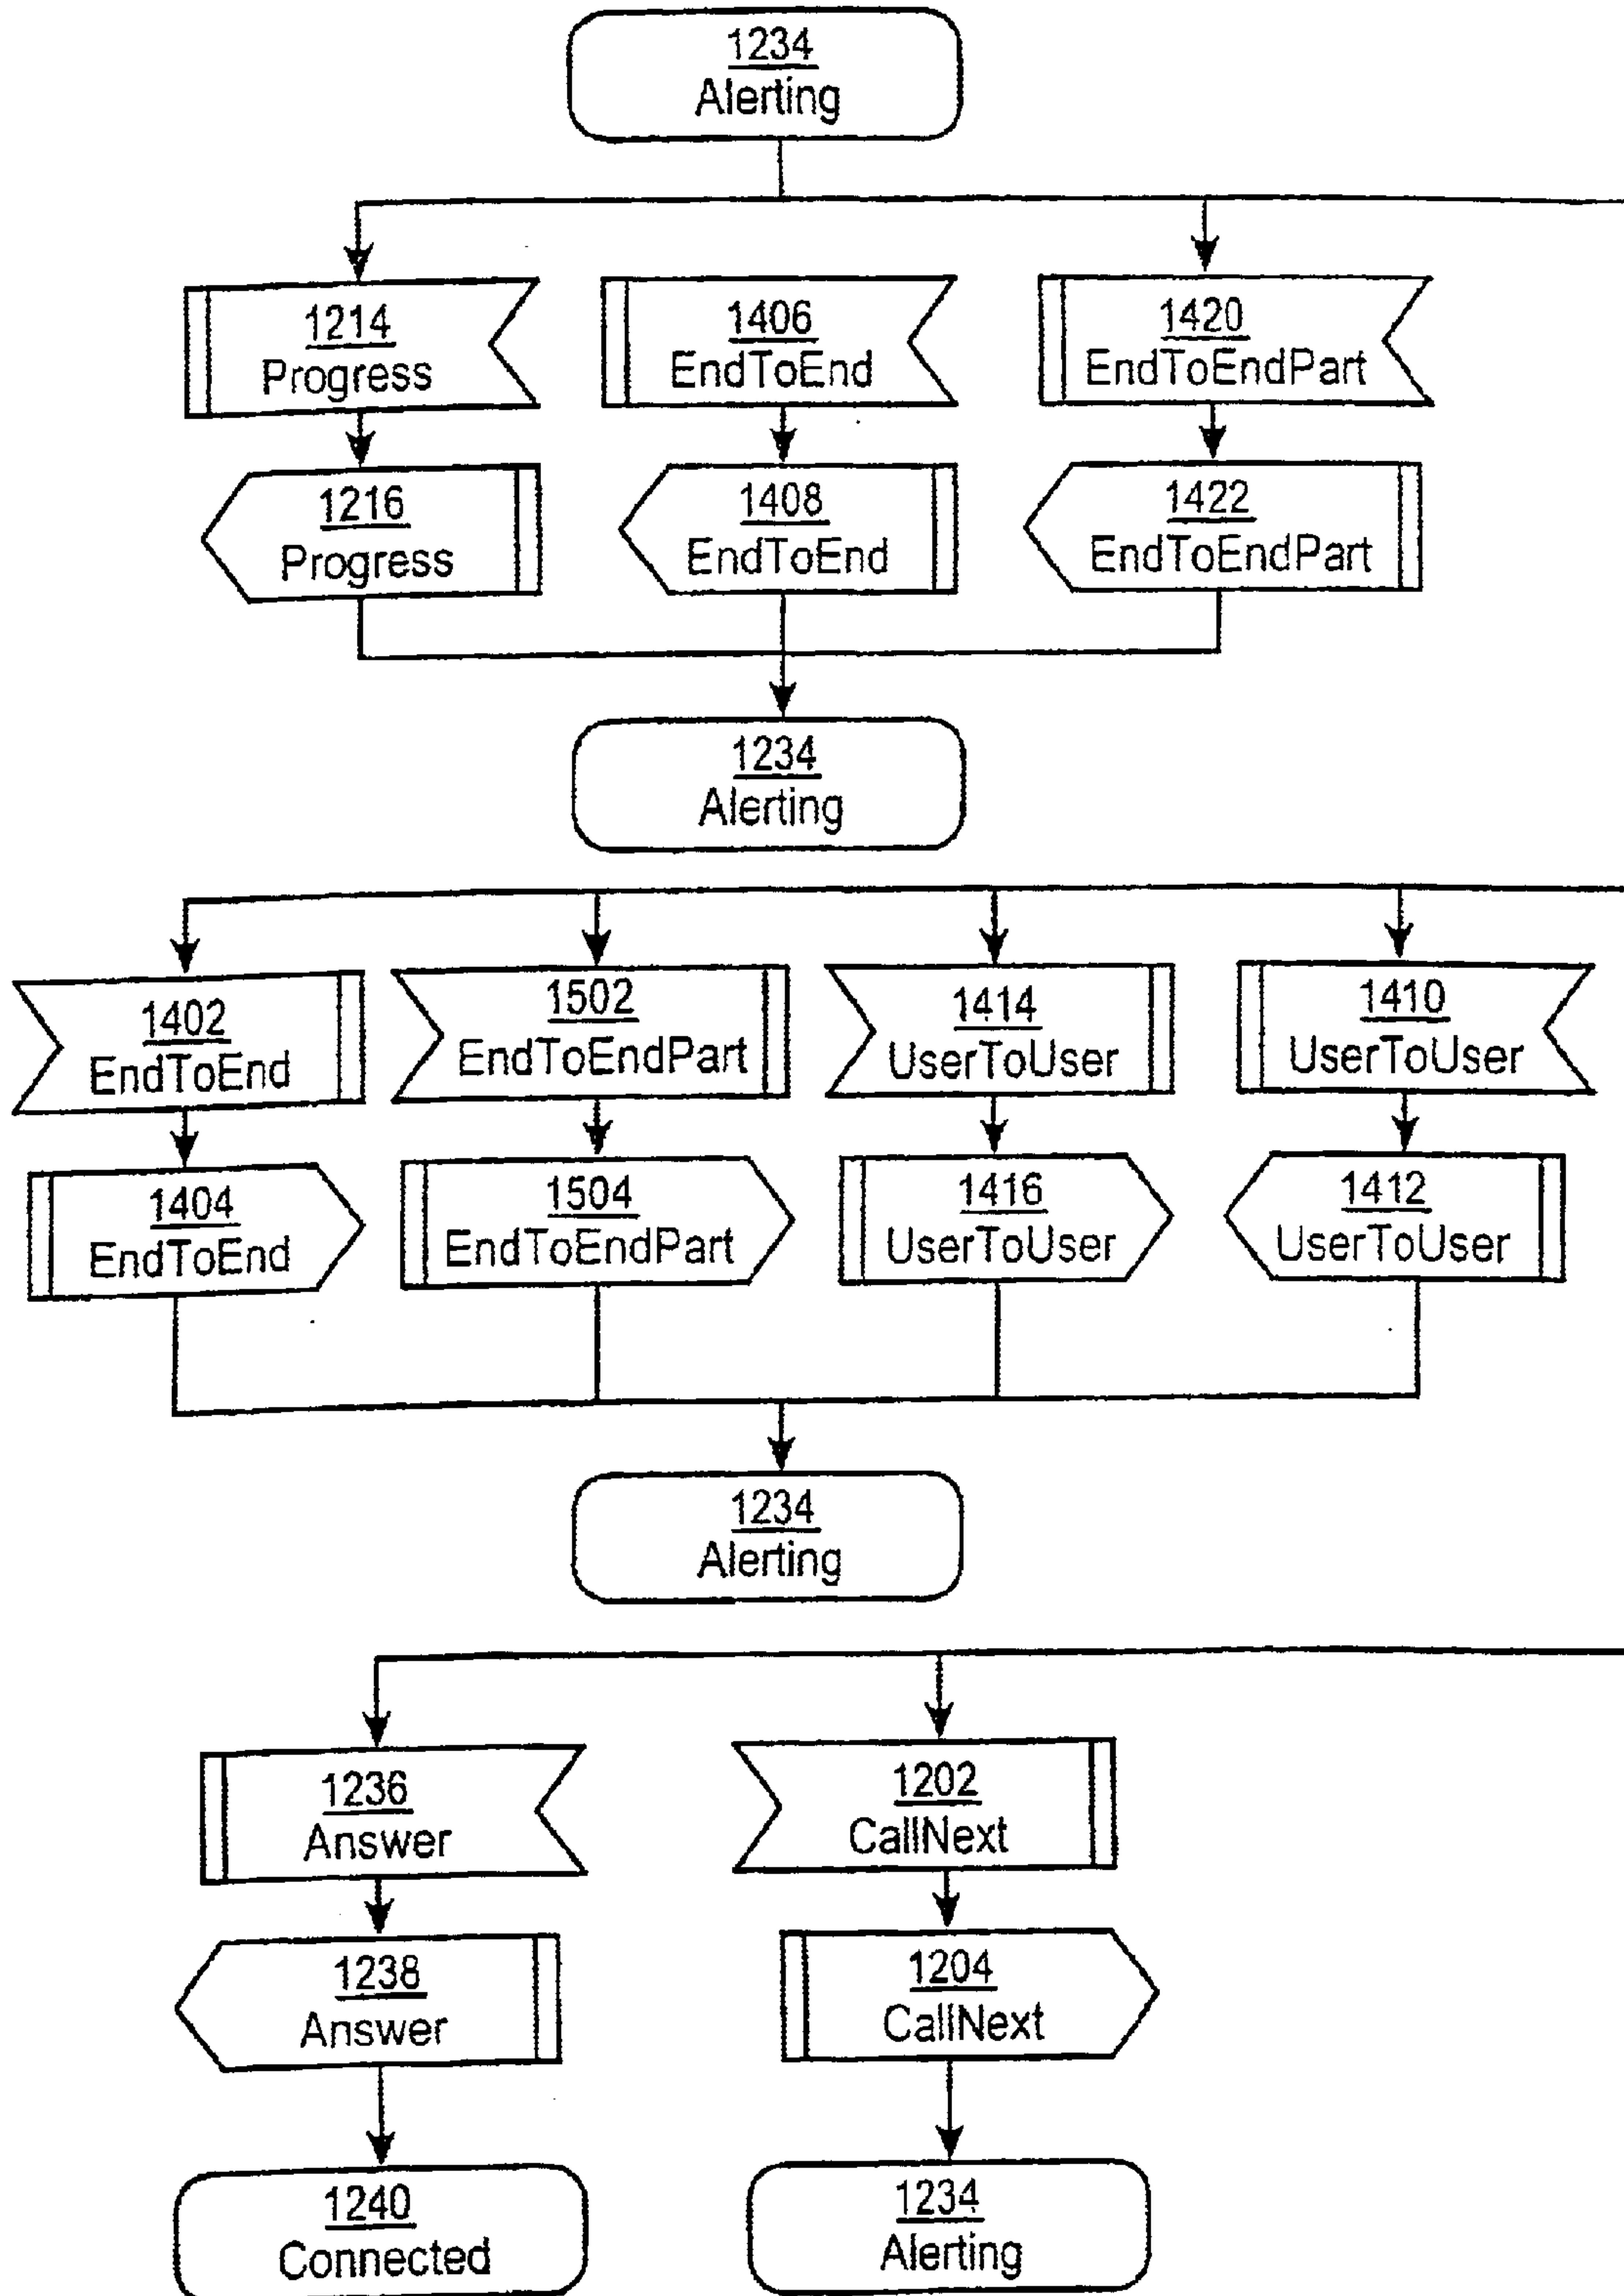 1234
Alerting
1214
Progress
1406
EndToEnd
1420
EndToEndPart
1216
Progress
1408
EndToEnd
1422
EndToEndPart
1234
Alerting
1402
EndToEnd
1502
EndToEndPart
1414
UserToUser
1410
UserToUser
1404
EndToEnd
1504
EndToEndPart
1416
UserToUser
1412
UserToUser
1234
Alerting
1236
Answer
1202
CallNext
1238
Answer
1204
CallNext
1240
Connected
1234
Alerting